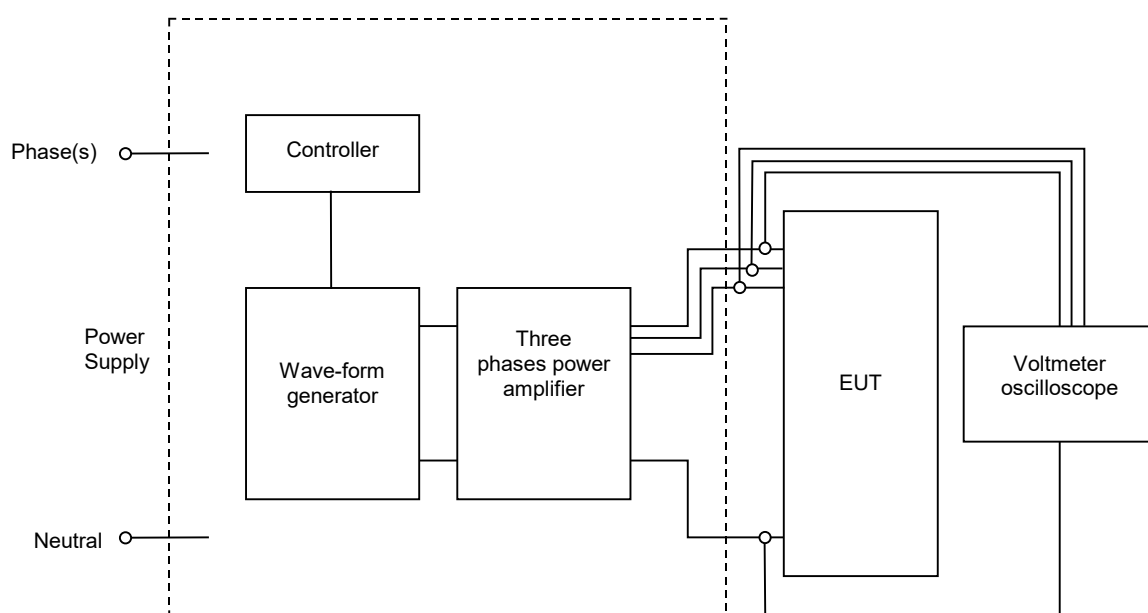 Phase(s)
Controller
Power
Supply
Wave-form
generator
Three
phases power
amplifier
EUT
Voltmeter
oscilloscope
Neutral